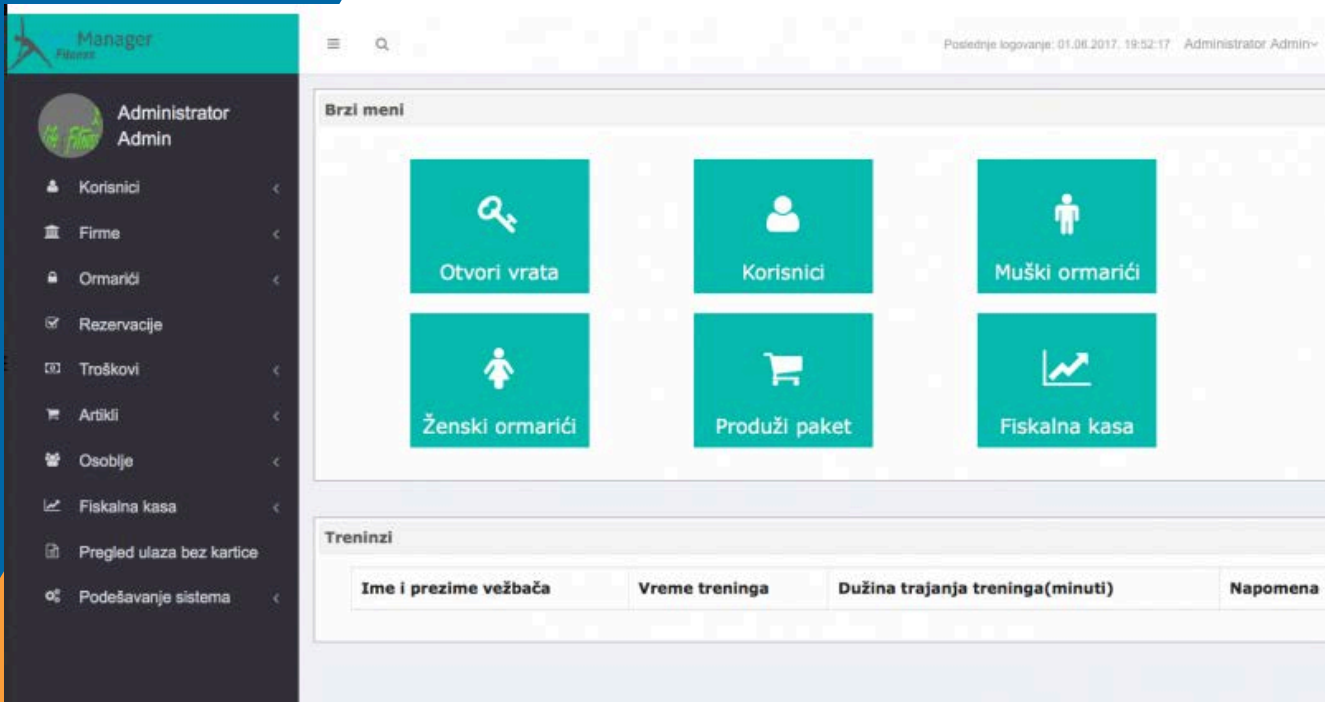 Manager
Fitness
Poslednje logovanje: 01.06.2017. 19:52:17 Administrator Admin
Administrator
Admin
Korisnici
Firme
Ormarići
Rezervacije
Troškovi
Artikli
Osoblje
Fiskalna kasa
Pregled ulaza bez kartice
Podešavanje sistema
Brzi meni
Otvori vrata
Korisnici
Muški ormarići
Ženski ormarići
Produži paket
Fiskalna kasa
Treninzi
Ime i prezime vežbača Vreme treninga Dužina trajanja treninga(minuti) Napomena